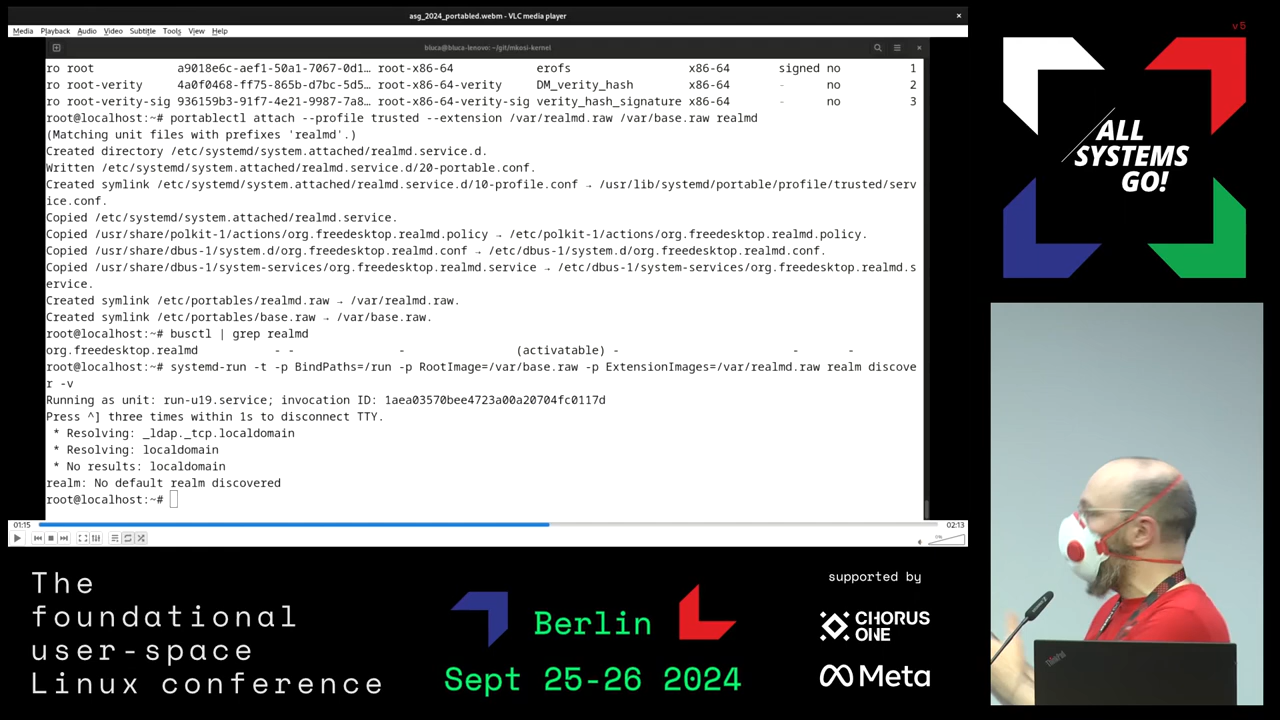 asg_2024_portabled.webm - VLC media player
Media Playback Audio Video Subtitle Tools View Help
bluca@bluca-lenovo: ~/git/mkosi-kernel
ro root a9018e6c-aef1-50a1-7067-0d1… root-x86-64 erofs x86-64 signed no 1
ro root-verity 4a0f0468-ff75-865b-d7bc-5d5… root-x86-64-verity DM_verity_hash x86-64 - no 2
ro root-verity-sig 936159b3-91f7-4e21-9987-7a8… root-x86-64-verity-sig verity_hash_signature x86-64 - no 3
root@localhost:~# portablectl attach --profile trusted --extension /var/realmd.raw /var/base.raw realmd
(Matching unit files with prefixes 'realmd'.)
Created directory /etc/systemd/system.attached/realmd.service.d.
Written /etc/systemd/system.attached/realmd.service.d/20-portable.conf.
Created symlink /etc/systemd/system.attached/realmd.service.d/10-profile.conf → /usr/lib/systemd/portable/profile/trusted/serv
ice.conf.
Copied /etc/systemd/system.attached/realmd.service.
Copied /usr/share/polkit-1/actions/org.freedesktop.realmd.policy → /etc/polkit-1/actions/org.freedesktop.realmd.policy.
Copied /usr/share/dbus-1/system.d/org.freedesktop.realmd.conf → /etc/dbus-1/system.d/org.freedesktop.realmd.conf.
Copied /usr/share/dbus-1/system-services/org.freedesktop.realmd.service → /etc/dbus-1/system-services/org.freedesktop.realmd.s
ervice.
Created symlink /etc/portables/realmd.raw → /var/realmd.raw.
Created symlink /etc/portables/base.raw → /var/base.raw.
root@localhost:~# busctl | grep realmd
org.freedesktop.realmd - - - (activatable) - - -
root@localhost:~# systemd-run -t -p BindPaths=/run -p RootImage=/var/base.raw -p ExtensionImages=/var/realmd.raw realm discove
r -v
Running as unit: run-u19.service; invocation ID: 1aea03570bee4723a00a20704fc0117d
Press ^] three times within 1s to disconnect TTY.
* Resolving: _ldap._tcp.localdomain
* Resolving: localdomain
* No results: localdomain
realm: No default realm discovered
root@localhost:~#
01:15
02:13
v5
ALL
SYSTEMS
GO!
ThinkPad
The
foundational
user-space
Linux conference
Berlin
Sept 25-26 2024
supported by
CHORUS
ONE
Meta